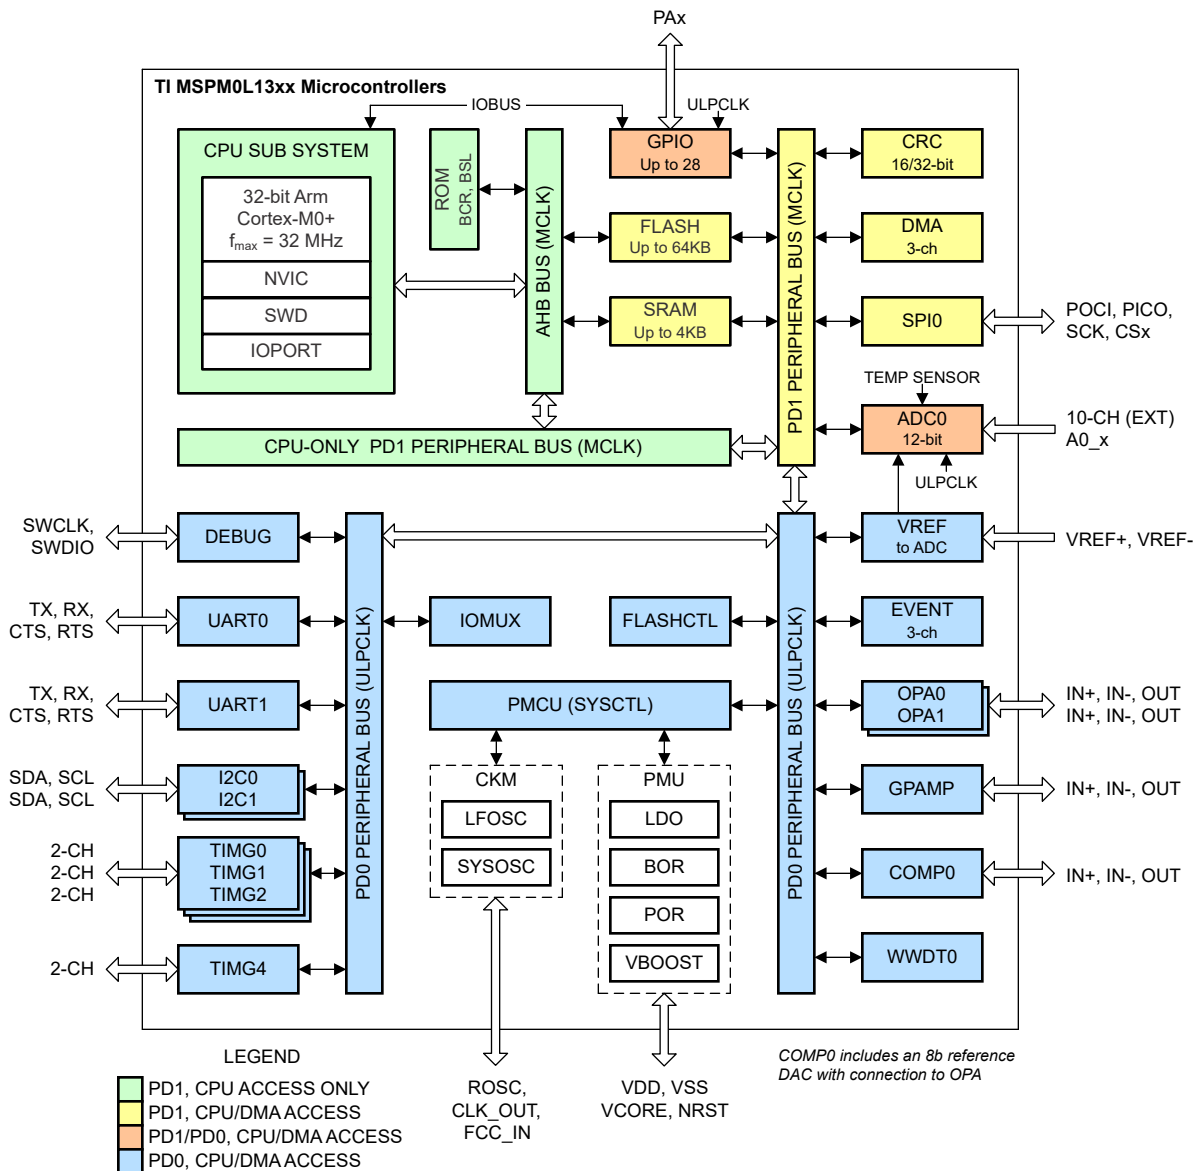 PAx
TI MSPM0L13xx Microcontrollers
IOBUS
ULPCLK
CPU SUB SYSTEM
32-bit Arm
Cortex-M0+
fmax = 32 MHz
NVIC
SWD
IOPORT
ROM
BCR, BSL
AHB BUS (MCLK)
GPIO
Up to 28
FLASH
Up to 64KB
SRAM
Up to 4KB
PD1 PERIPHERAL BUS (MCLK)
CRC
16/32-bit
DMA
3-ch
SPI0
POCI, PICO,
SCK, CSx
TEMP SENSOR
ADC0
12-bit
10-CH (EXT)
A0_x
ULPCLK
CPU-ONLY PD1 PERIPHERAL BUS (MCLK)
SWCLK,
SWDIO
DEBUG
TX, RX,
CTS, RTS
UART0
TX, RX,
CTS, RTS
UART1
SDA, SCL
SDA, SCL
I2C0
I2C1
2-CH
2-CH
2-CH
TIMG0
TIMG1
TIMG2
2-CH
TIMG4
PD0 PERIPHERAL BUS (ULPCLK)
IOMUX
FLASHCTL
PMCU (SYSCTL)
CKM
LFOSC
SYSOSC
PMU
LDO
BOR
POR
VBOOST
PD0 PERIPHERAL BUS (ULPCLK)
VREF
to ADC
VREF+, VREF-
EVENT
3-ch
OPA0
OPA1
IN+, IN-, OUT
IN+, IN-, OUT
GPAMP
IN+, IN-, OUT
COMP0
IN+, IN-, OUT
WWDT0
LEGEND
PD1, CPU ACCESS ONLY
PD1, CPU/DMA ACCESS
PD1/PD0, CPU/DMA ACCESS
PD0, CPU/DMA ACCESS
ROSC,
CLK_OUT,
FCC_IN
VDD, VSS
VCORE, NRST
COMP0 includes an 8b reference
DAC with connection to OPA